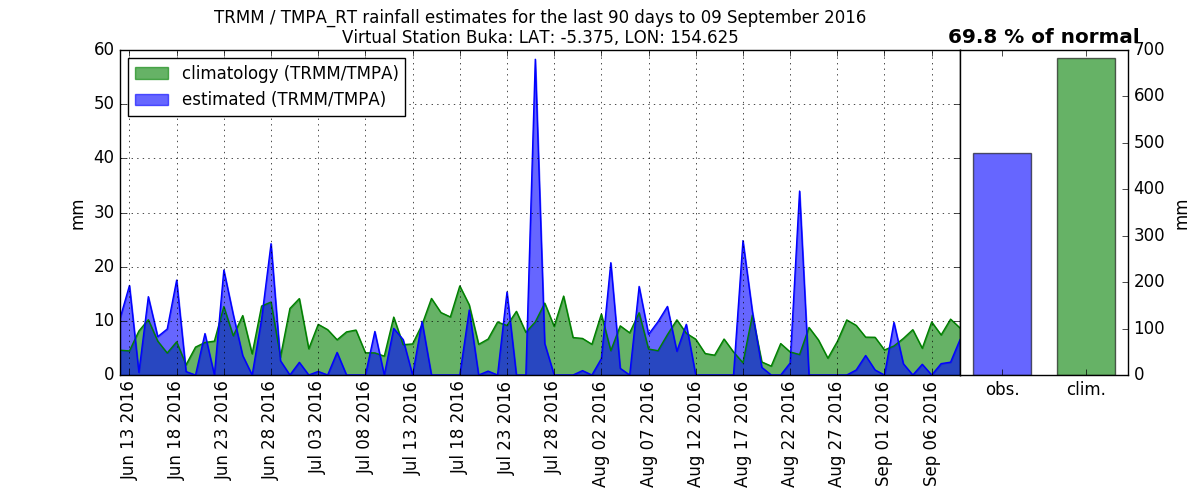 TRMM / TMPA_RT rainfall estimates for the last 90 days to 09 September 2016
Virtual Station Buka: LAT: -5.375, LON: 154.625
69.8 % of normal
climatology (TRMM/TMPA)
estimated (TRMM/TMPA)
60
50
40
30
20
10
0
mm
Jun 13 2016
Jun 18 2016
Jun 23 2016
Jun 28 2016
Jul 03 2016
Jul 08 2016
Jul 13 2016
Jul 18 2016
Jul 23 2016
Jul 28 2016
Aug 02 2016
Aug 07 2016
Aug 12 2016
Aug 17 2016
Aug 22 2016
Aug 27 2016
Sep 01 2016
Sep 06 2016
obs.
clim.
700
600
500
400
300
200
100
0
mm